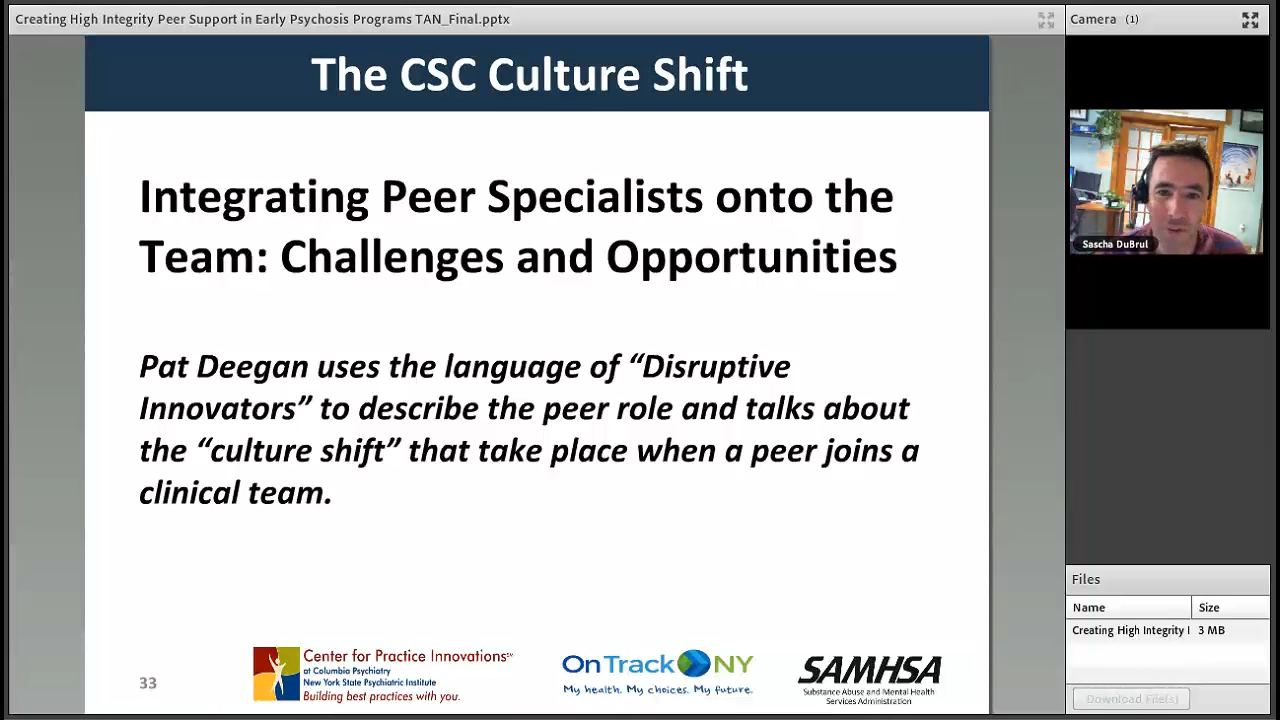 Creating High Integrity Peer Support in Early Psychosis Programs TAN_Final.pptx
Camera (1)
The CSC Culture Shift
Integrating Peer Specialists onto the
Team: Challenges and Opportunities
Pat Deegan uses the language of “Disruptive
Innovators” to describe the peer role and talks about
the “culture shift” that take place when a peer joins a
clinical team.
33
Center for Practice Innovations℠
at Columbia Psychiatry
New York State Psychiatric Institute
Building best practices with you.
OnTrackNY
My health. My choices. My future.
SAMHSA
Substance Abuse and Mental Health
Services Administration
Sascha DuBrul
Files
Name Size
Creating High Integrity I 3 MB
Download File(s)